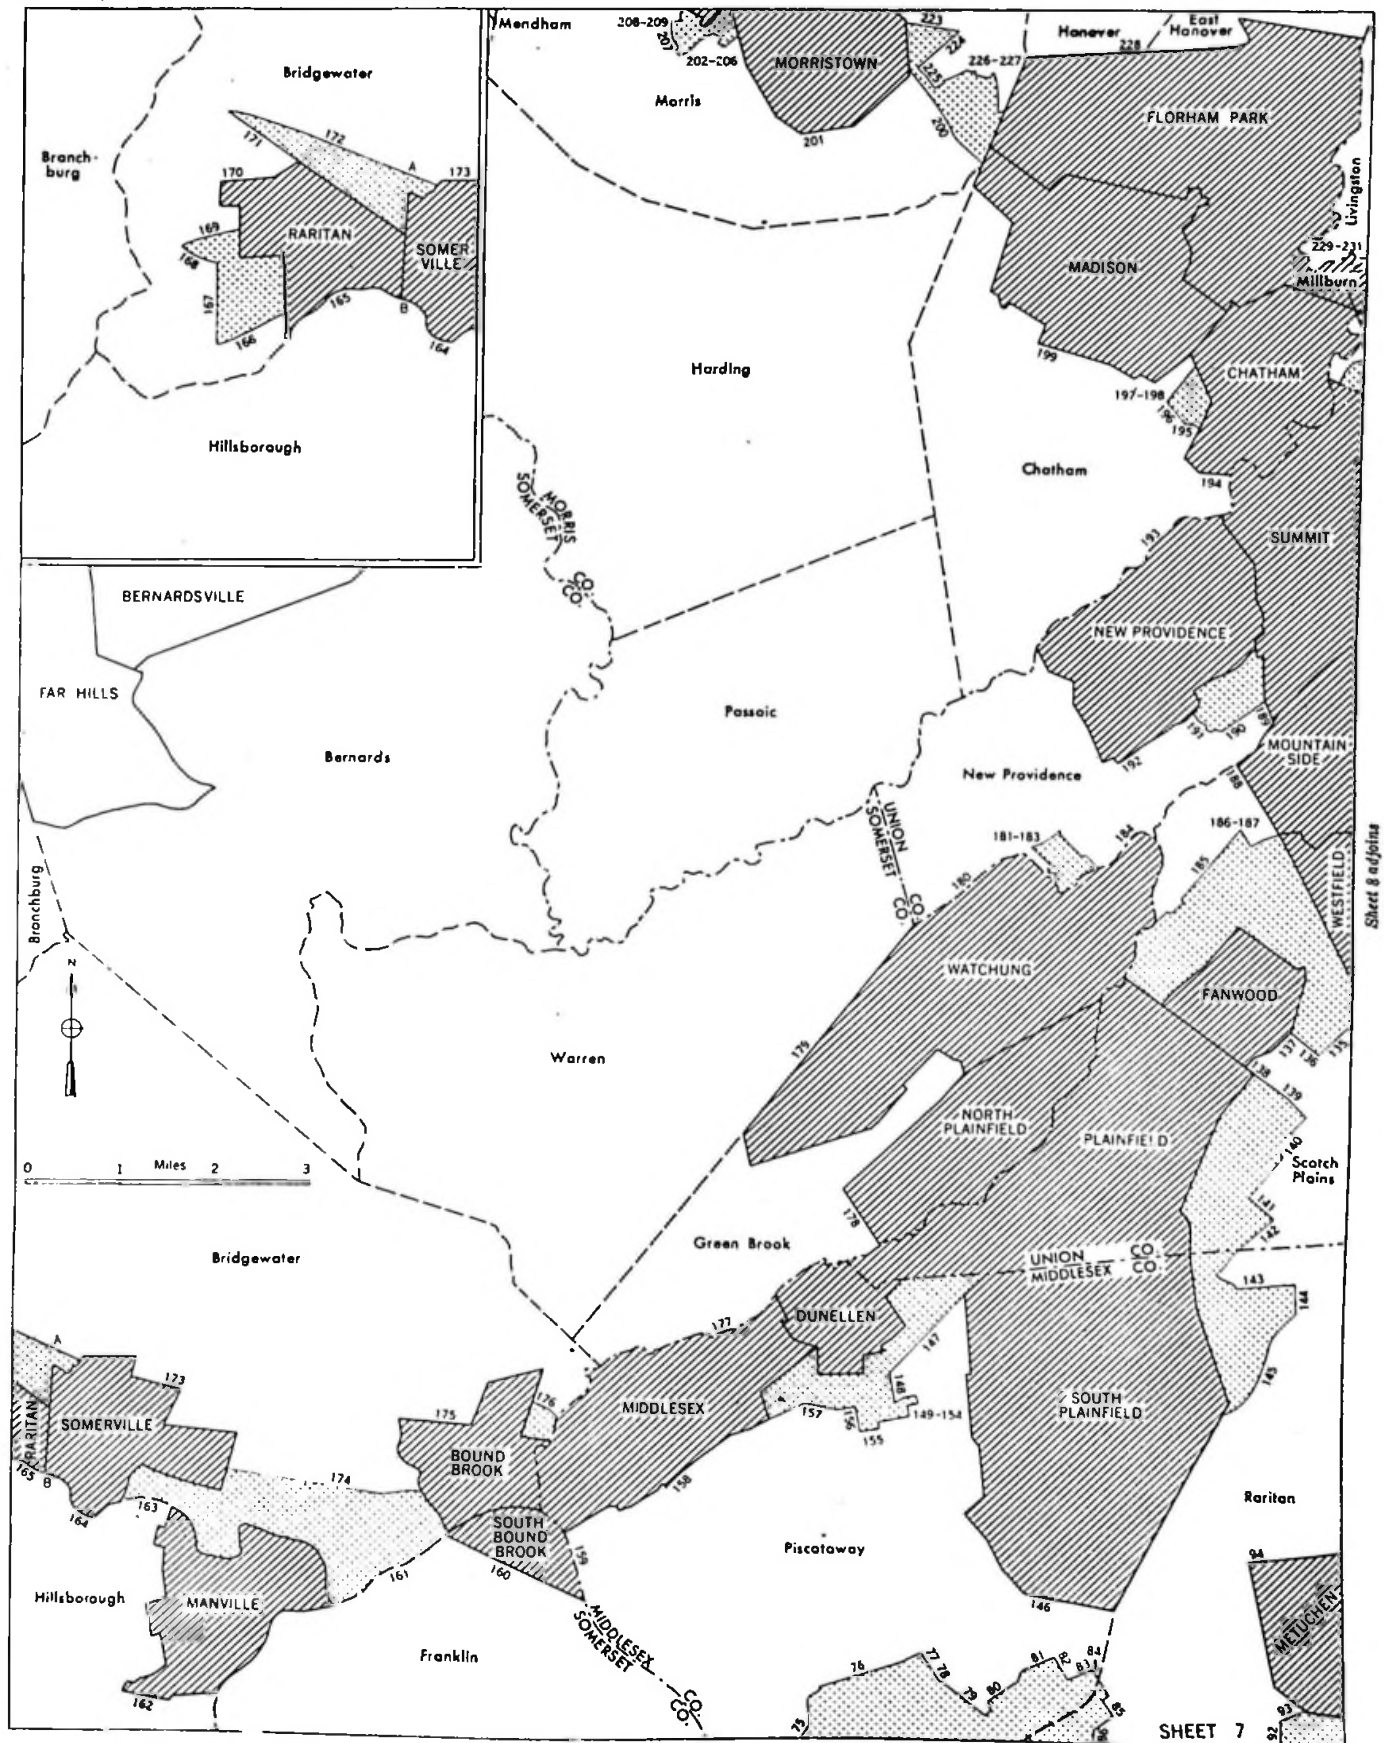 Mendham
208-209
207
202-206
MORRISTOWN
223
224
225
226-227
Hanover
228
East
Hanover
Morris
201
200
FLORHAM PARK
Livingston
229-231
Millburn
MADISON
199
CHATHAM
197-198
196
195
194
Bridgewater
Branch-
burg
171
172
A
173
170
RARITAN
SOMER
VILLE
169
168
167
166
165
B
164
Hillsborough
Harding
Chatham
MORRIS CO.
SOMERSET CO.
SUMMIT
193
BERNARDSVILLE
FAR HILLS
NEW PROVIDENCE
Bernards
Passaic
189
190
191
192
MOUNTAIN-
SIDE
188
New Providence
UNION CO.
SOMERSET CO.
181-183
184
186-187
185
180
WESTFIELD
Sheet 8 adjoins
Branchburg
N
WATCHUNG
FANWOOD
179
Warren
137
136
135
138
139
NORTH
PLAINFIELD
PLAINFIELD
140
Scotch
Plains
141
142
0 1 Miles 2 3
178
Green Brook
Bridgewater
UNION CO.
MIDDLESEX CO.
143
144
DUNELLEN
177
147
145
A
173
SOMERVILLE
RARITAN
165
B
164
163
174
175
176
BOUND
BROOK
MIDDLESEX
148
149-154
157
156
155
SOUTH
PLAINFIELD
158
SOUTH
BOUND
BROOK
159
160
161
Raritan
Piscataway
Hillsborough
MANVILLE
162
Franklin
MIDDLESEX CO.
SOMERSET CO.
146
94
METUCHEN
75
76
77
78
79
80
81
82
83
84
85
86
93
92
SHEET 7